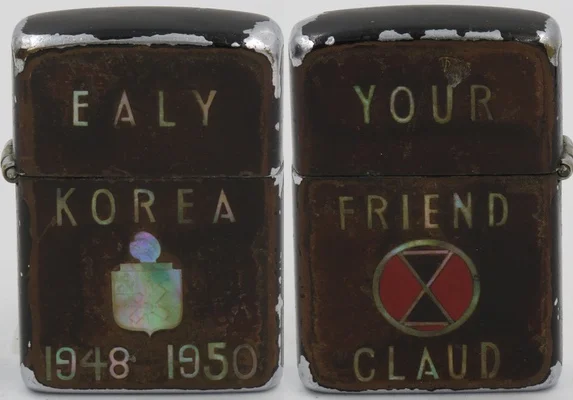 EALY
KOREA
1948 1950
YOUR
FRIEND
CLAUD